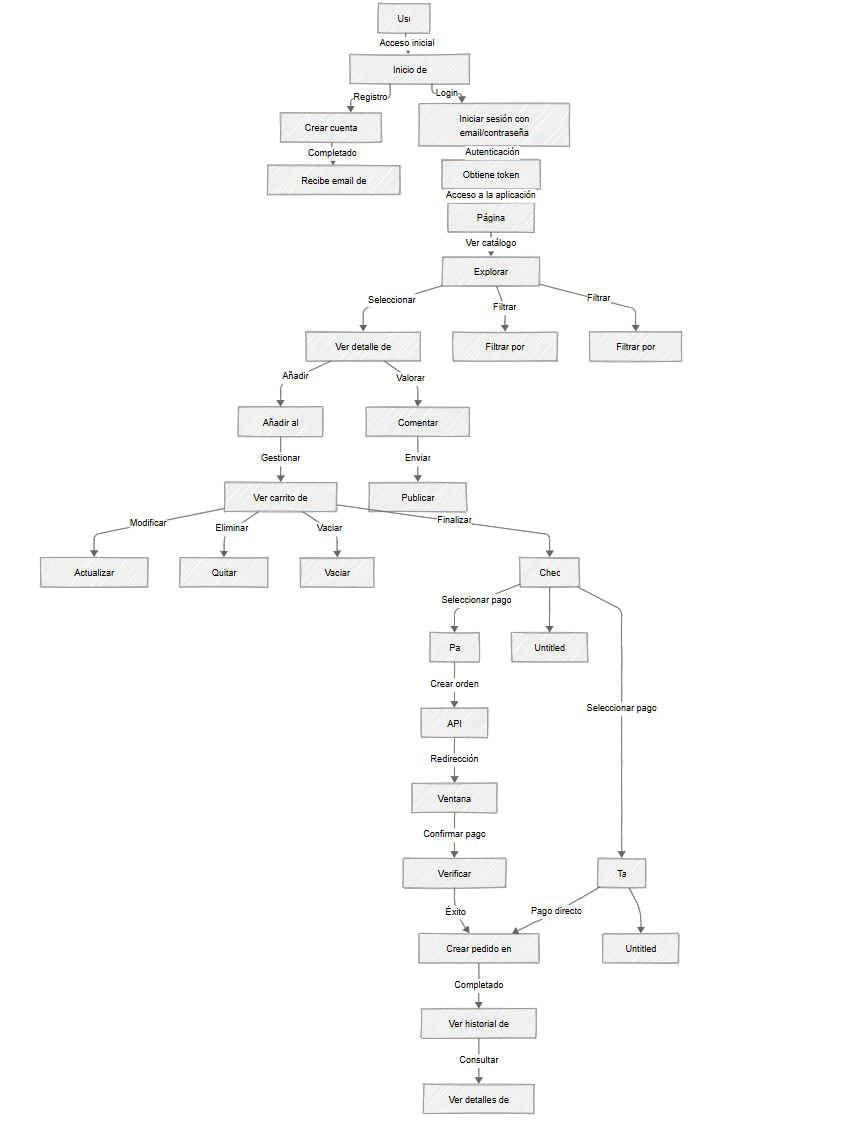 Usu
Acceso inicial
Inicio de
Registro
Login
Crear cuenta
Iniciar sesión con
email/contraseña
Completado
Autenticación
Recibe email de
Obtiene token
Acceso a la aplicación
Página
Ver catálogo
Explorar
Seleccionar
Filtrar
Filtrar
Ver detalle de
Filtrar por
Filtrar por
Añadir
Valorar
Añadir al
Comentar
Gestionar
Enviar
Ver carrito de
Publicar
Modificar
Eliminar
Vaciar
Finalizar
Actualizar
Quitar
Vaciar
Chec
Seleccionar pago
Pa
Untitled
Crear orden
Seleccionar pago
API
Redirección
Ventana
Confirmar pago
Verificar
Ta
Éxito
Pago directo
Crear pedido en
Untitled
Completado
Ver historial de
Consultar
Ver detalles de